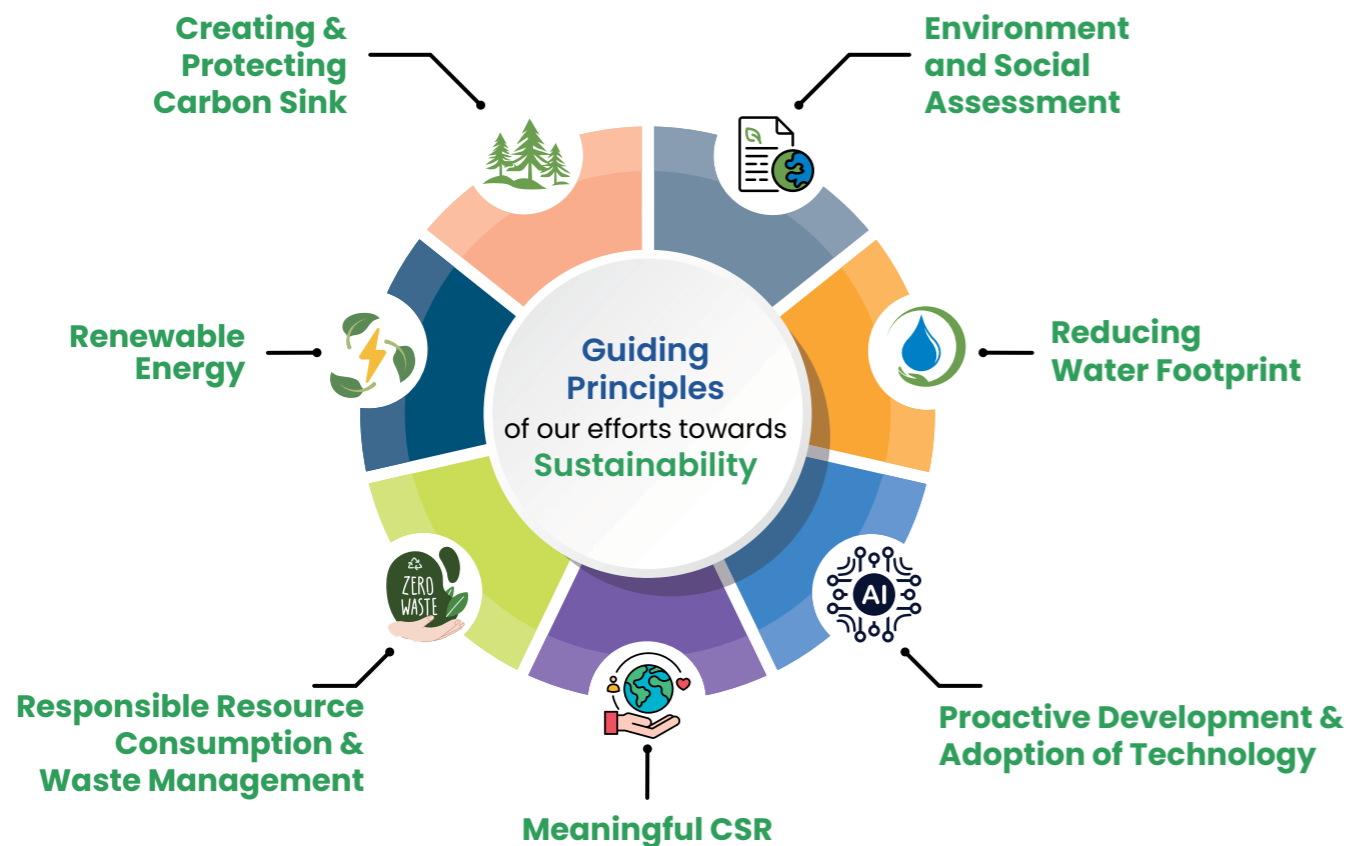 Creating &
Protecting
Carbon Sink
Environment
and Social
Assessment
Renewable
Energy
Guiding
Principles
of our efforts towards
Sustainability
Reducing
Water Footprint
ZERO
WASTE
AI
Responsible Resource
Consumption &
Waste Management
Proactive Development &
Adoption of Technology
Meaningful CSR